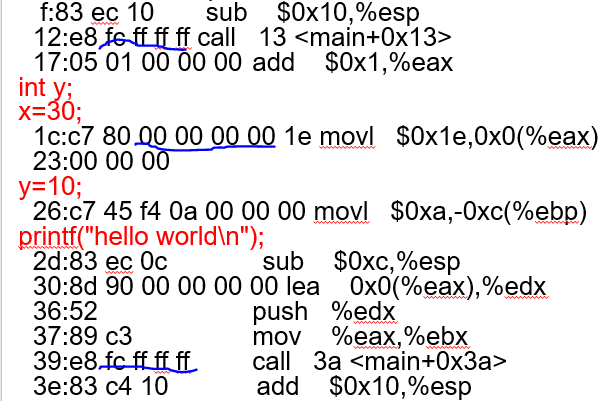 f:83 ec 10 sub $0x10,%esp
12:e8 fc ff ff ff call 13 <main+0x13>
17:05 01 00 00 00 add $0x1,%eax
int y;
x=30;
1c:c7 80 00 00 00 00 1e movl $0x1e,0x0(%eax)
23:00 00 00
y=10;
26:c7 45 f4 0a 00 00 00 movl $0xa,-0xc(%ebp)
printf("hello world\n");
2d:83 ec 0c sub $0xc,%esp
30:8d 90 00 00 00 00 lea 0x0(%eax),%edx
36:52 push %edx
37:89 c3 mov %eax,%ebx
39:e8 fc ff ff ff call 3a <main+0x3a>
3e:83 c4 10 add $0x10,%esp